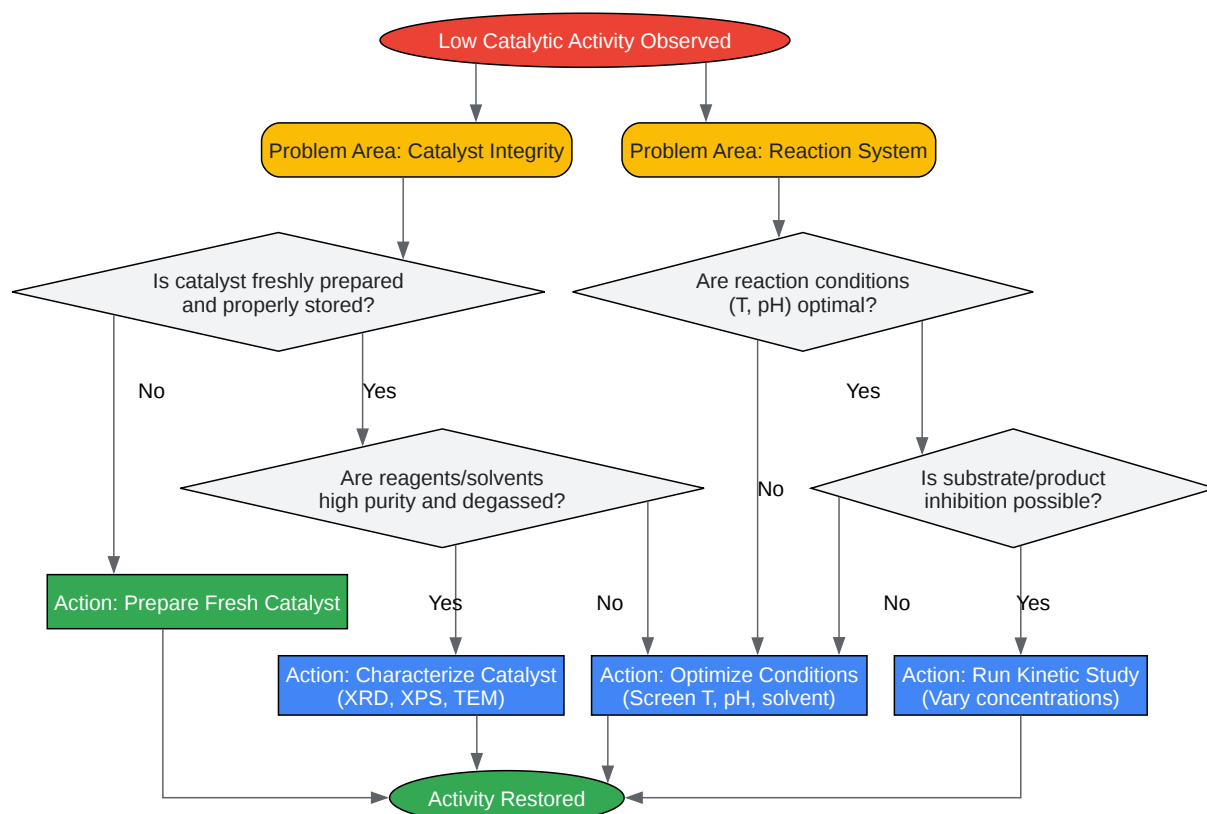 Low Catalytic Activity Observed
Problem Area: Catalyst Integrity
Problem Area: Reaction System
Is catalyst freshly prepared
and properly stored?
Are reaction conditions
(T, pH) optimal?
No
Yes
Yes
Are reagents/solvents
high purity and degassed?
No
Is substrate/product
inhibition possible?
Action: Prepare Fresh Catalyst
Yes
No
No
Yes
Action: Characterize Catalyst
(XRD, XPS, TEM)
Action: Optimize Conditions
(Screen T, pH, solvent)
Action: Run Kinetic Study
(Vary concentrations)
Activity Restored